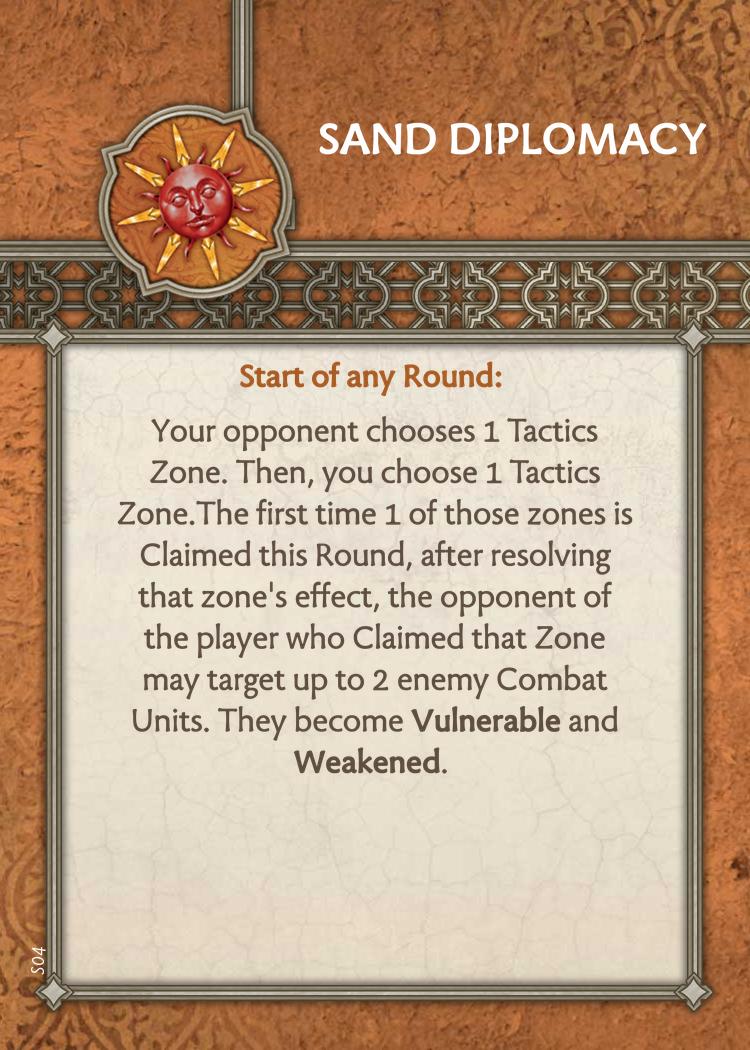 SAND DIPLOMACY
Start of any Round:
Your opponent chooses 1 Tactics
Zone. Then, you choose 1 Tactics
Zone.The first time 1 of those zones is
Claimed this Round, after resolving
that zone's effect, the opponent of
the player who Claimed that Zone
may target up to 2 enemy Combat
Units. They become Vulnerable and
Weakened.
S04